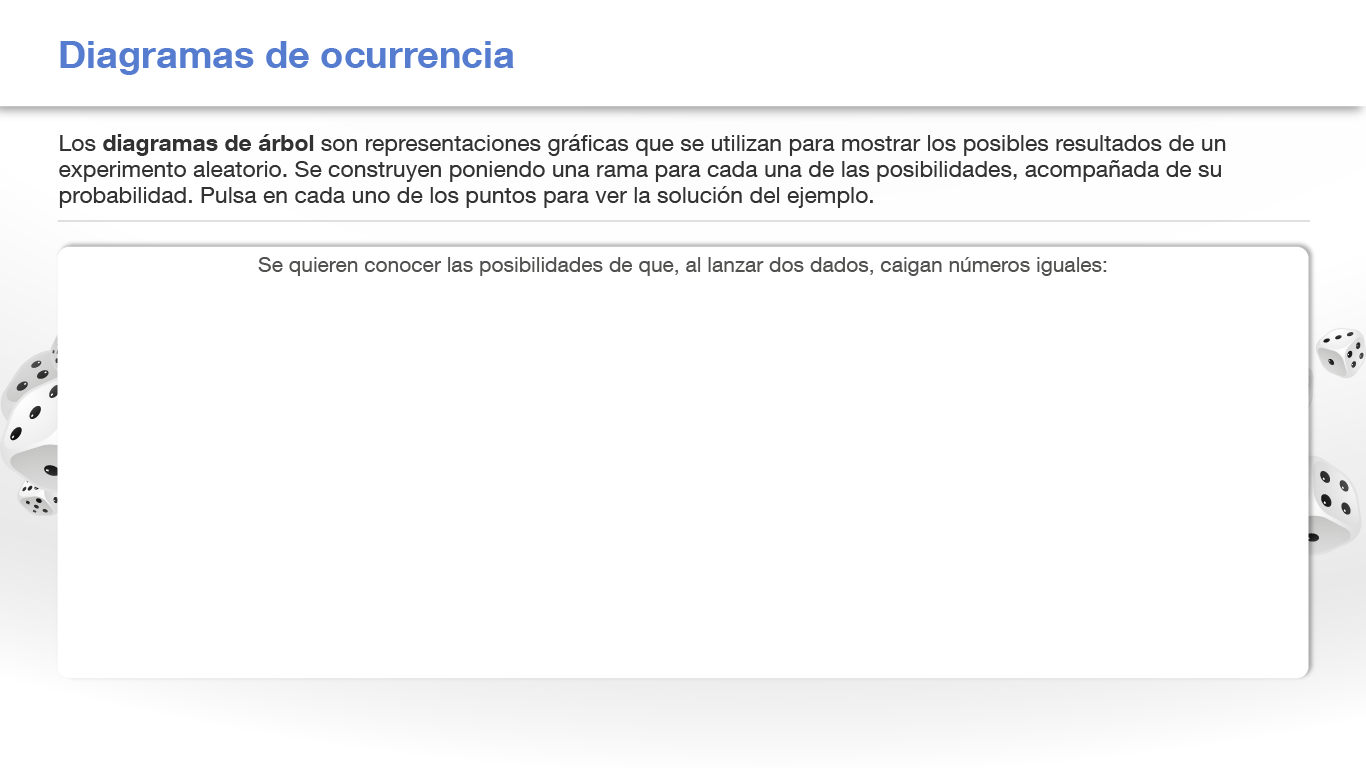 Diagramas de ocurrencia
Los diagramas de árbol son representaciones gráficas que se utilizan para mostrar los posibles resultados de un
experimento aleatorio. Se construyen poniendo una rama para cada una de las posibilidades, acompañada de su
probabilidad. Pulsa en cada uno de los puntos para ver la solución del ejemplo.
Se quieren conocer las posibilidades de que, al lanzar dos dados, caigan números iguales: